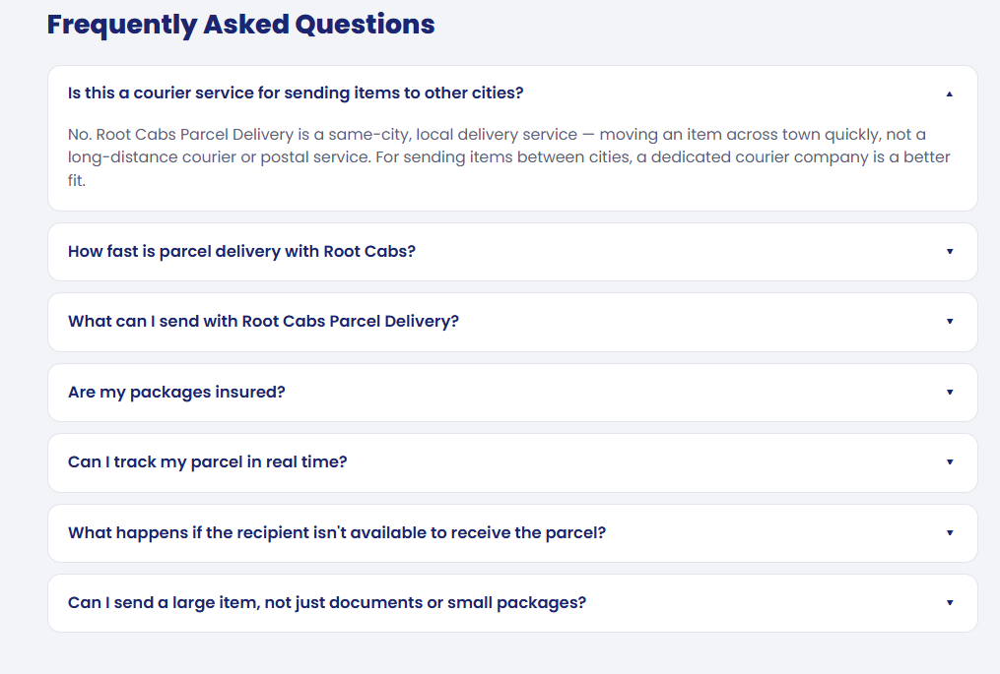 Frequently Asked Questions
Is this a courier service for sending items to other cities?
No. Root Cabs Parcel Delivery is a same-city, local delivery service — moving an item across town quickly, not a
long-distance courier or postal service. For sending items between cities, a dedicated courier company is a better
fit.
How fast is parcel delivery with Root Cabs?
What can I send with Root Cabs Parcel Delivery?
Are my packages insured?
Can I track my parcel in real time?
What happens if the recipient isn't available to receive the parcel?
Can I send a large item, not just documents or small packages?